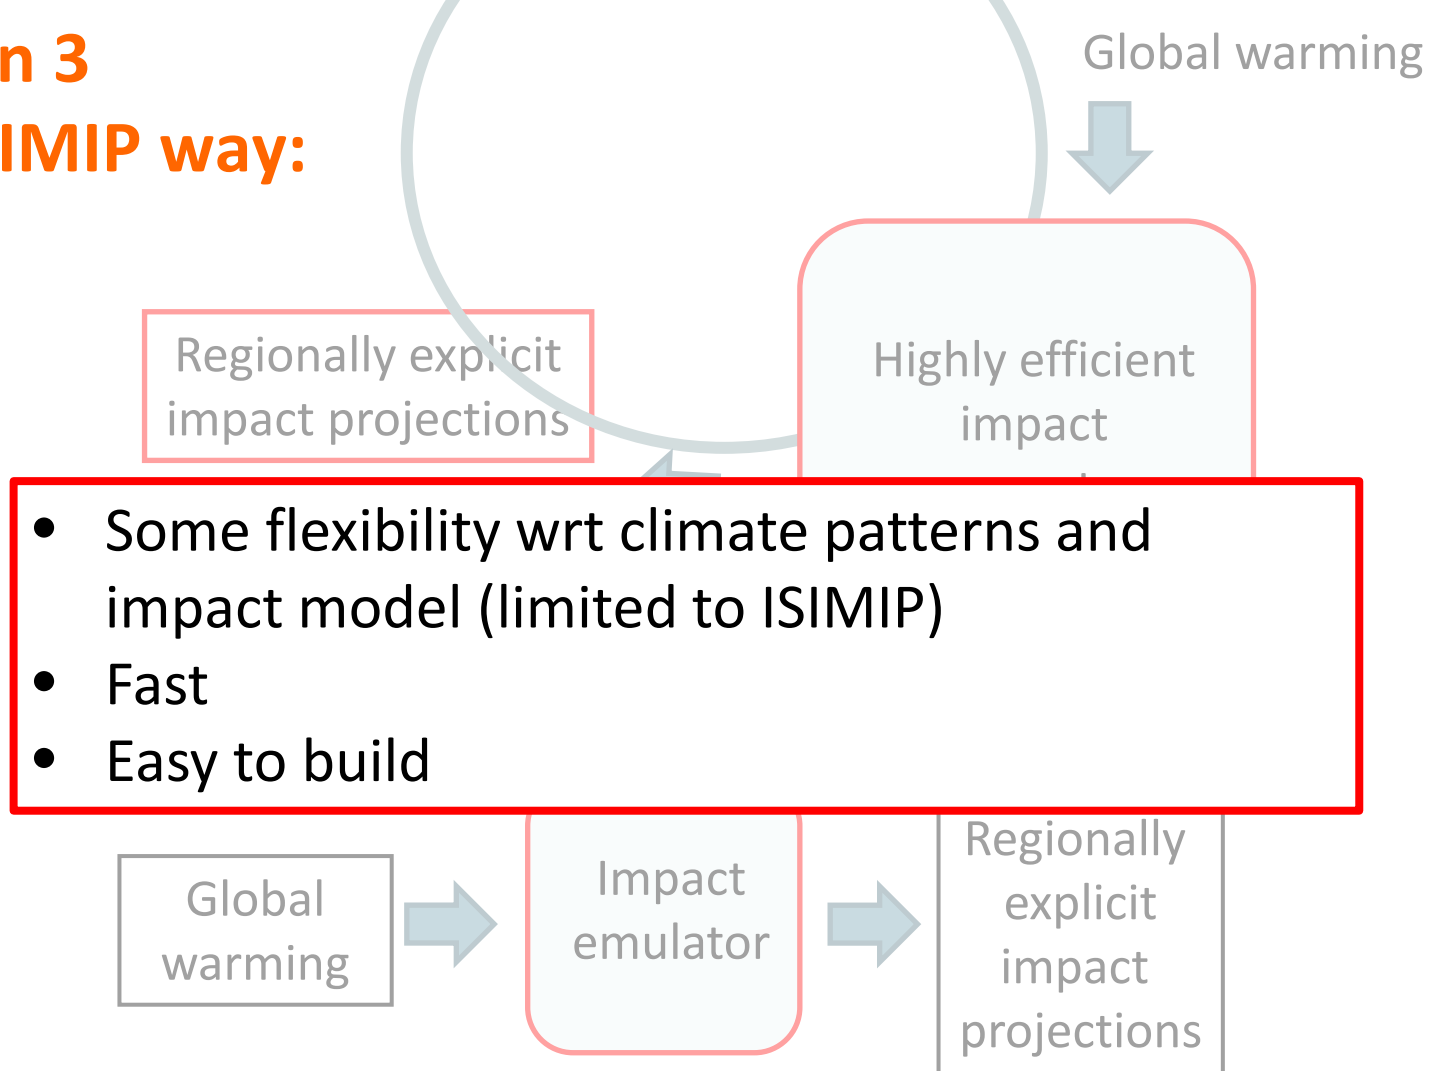 n 3
IMIP way:
Global warming
Regionally explicit
impact projections
Highly efficient
impact
• Some flexibility wrt climate patterns and
impact model (limited to ISIMIP)
• Fast
• Easy to build
Global
warming
Impact
emulator
Regionally
explicit
impact
projections